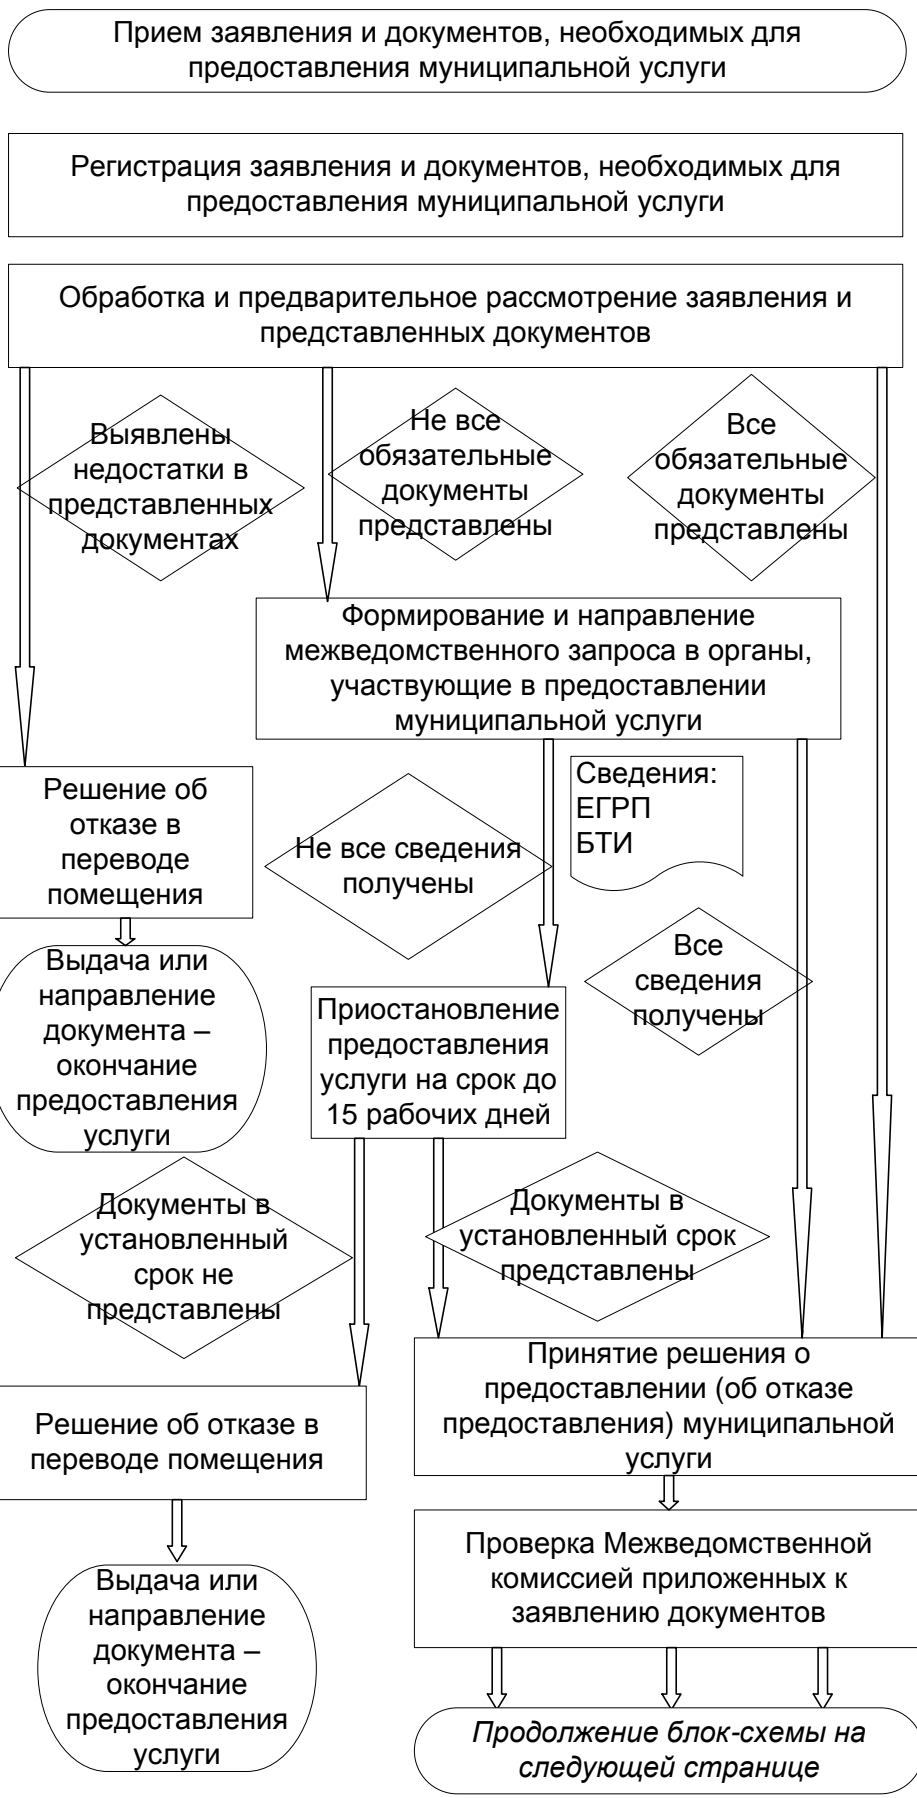 Прием заявления и документов, необходимых для
предоставления муниципальной услуги
Регистрация заявления и документов, необходимых для
предоставления муниципальной услуги
Обработка и предварительное рассмотрение заявления и
представленных документов
Выявлены
недостатки в
представленных
документах
Не все
обязательные
документы
представлены
Все
обязательные
документы
представлены
Формирование и направление
межведомственного запроса в органы,
участвующие в предоставлении
муниципальной услуги
Решение об
отказе в
переводе
помещения
Не все сведения
получены
Сведения:
ЕГРП
БТИ
Все
сведения
получены
Выдача или
направление
документа –
окончание
предоставления
услуги
Приостановление
предоставления
услуги на срок до
15 рабочих дней
Документы в
установленный
срок не
представлены
Документы в
установленный срок
представлены
Решение об отказе в
переводе помещения
Принятие решения о
предоставлении (об отказе
предоставления) муниципальной
услуги
Выдача или
направление
документа –
окончание
предоставления
услуги
Проверка Межведомственной
комиссией приложенных к
заявлению документов
Продолжение блок-схемы на
следующей странице